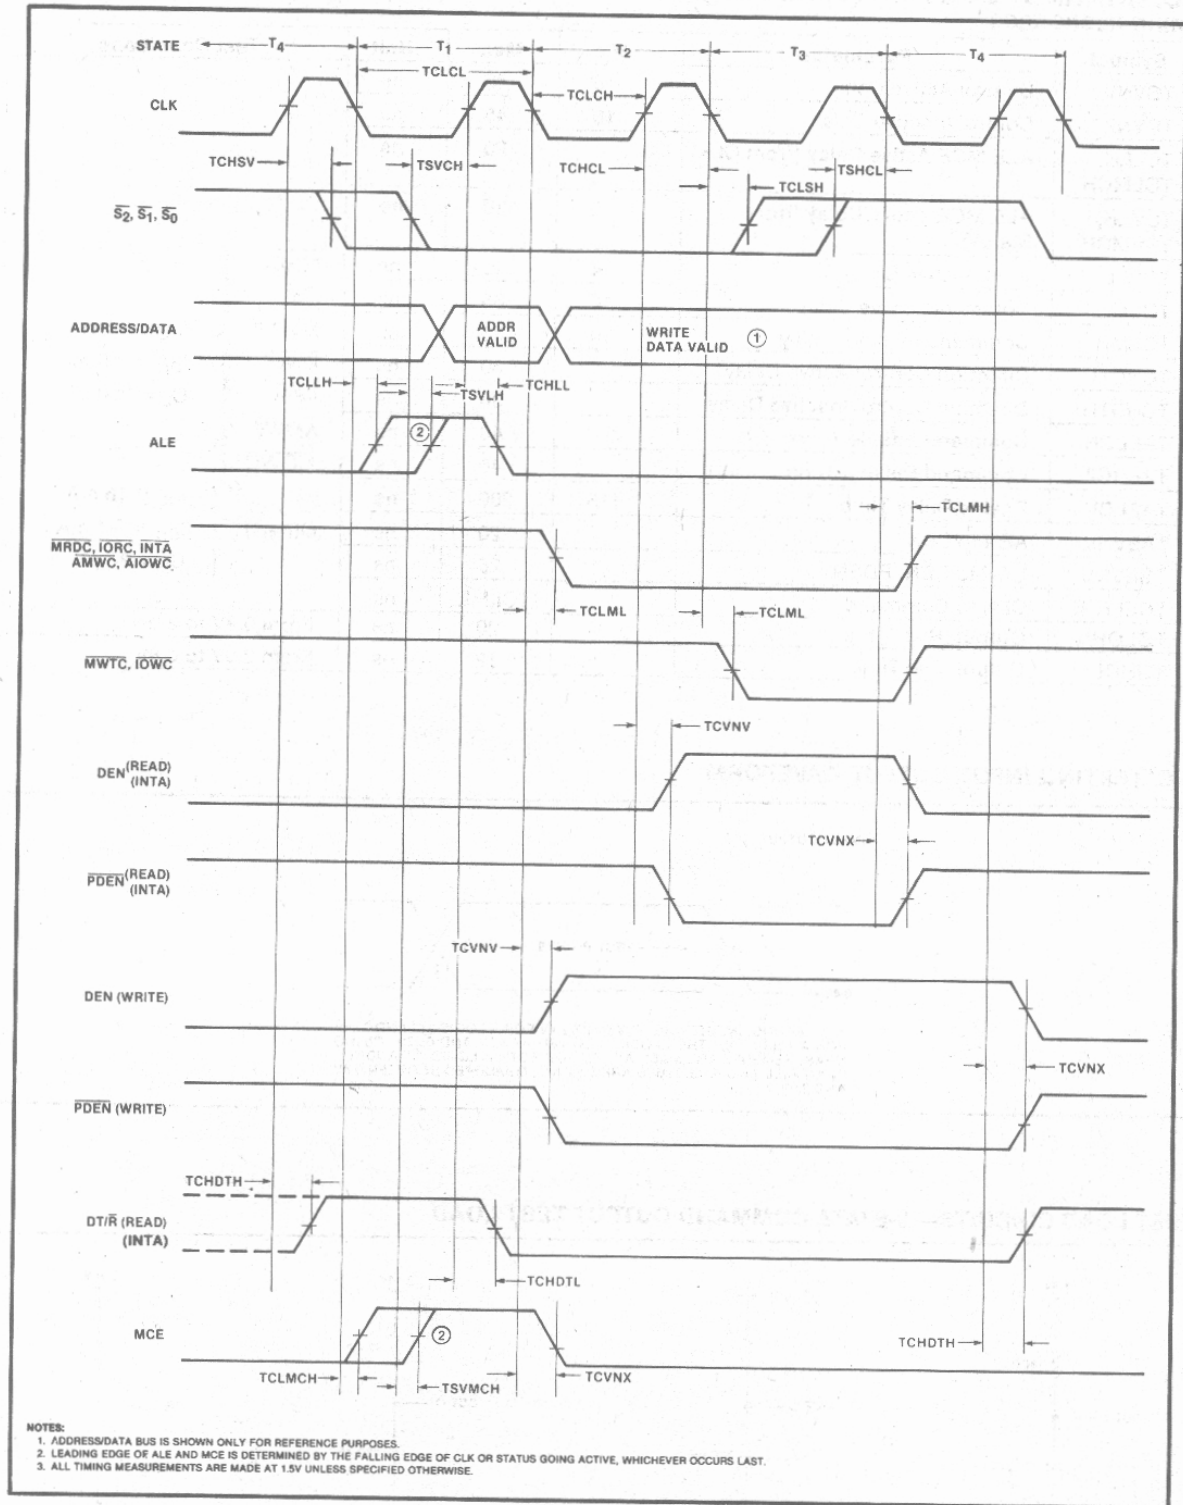 STATE T4 T1 T2 T3 T4
TCLCL
CLK TCLCH
TCHSV TSVCH TCHCL TSHCL
TCLSH
S2, S1, S0
ADDRESS/DATA ADDR VALID WRITE DATA VALID 1
TCLLH TSVLH TCHLL
ALE 2
TCLMH
MRDC, IORC, INTA
AMWC, AIOWC
TCLML TCLML
MWTC, IOWC
TCVNV
DEN (READ)
(INTA)
TCVNX
PDEN (READ)
(INTA)
TCVNV
DEN (WRITE)
TCVNX
PDEN (WRITE)
TCHDTH
DT/R (READ)
(INTA)
TCHDTL
MCE 2
TCHDTH
TCLMCH TSVMCH TCVNX
NOTES:
1. ADDRESS/DATA BUS IS SHOWN ONLY FOR REFERENCE PURPOSES.
2. LEADING EDGE OF ALE AND MCE IS DETERMINED BY THE FALLING EDGE OF CLK OR STATUS GOING ACTIVE, WHICHEVER OCCURS LAST.
3. ALL TIMING MEASUREMENTS ARE MADE AT 1.5V UNLESS SPECIFIED OTHERWISE.